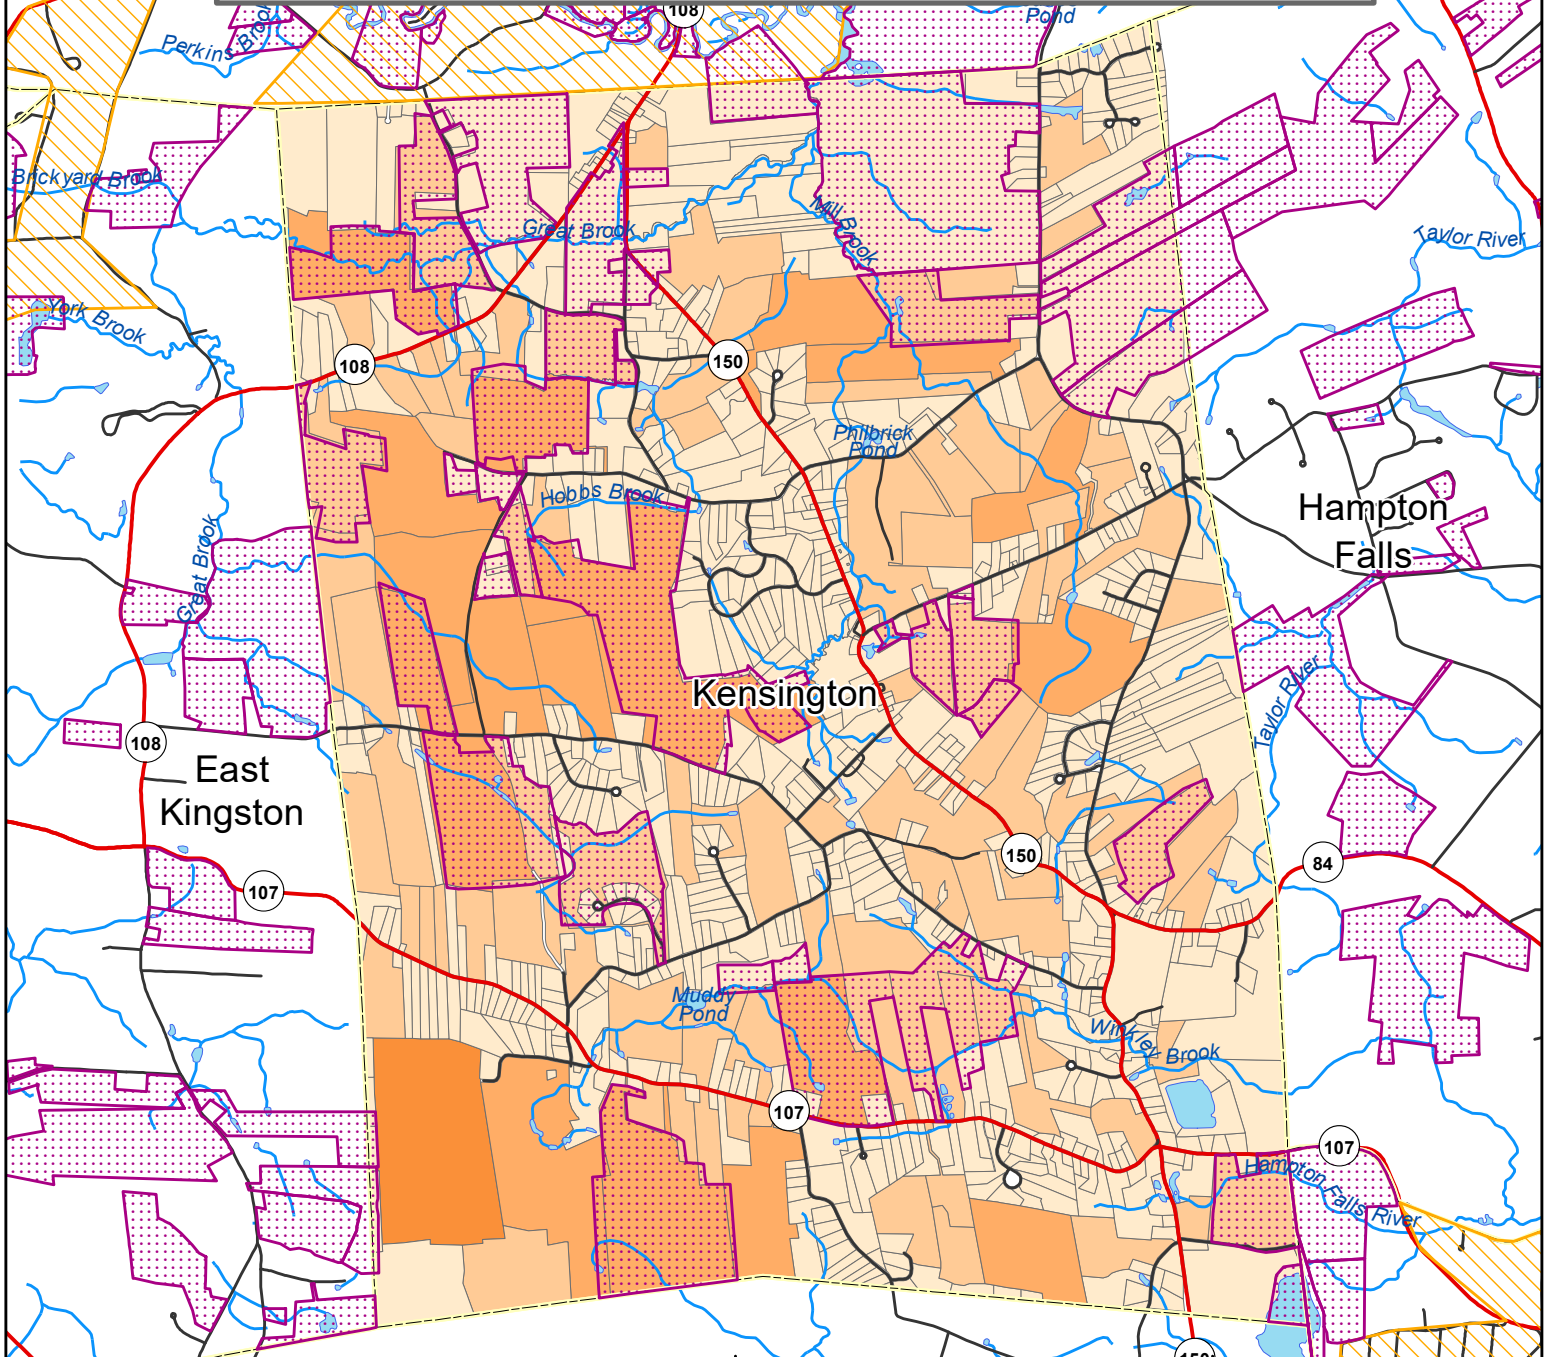 108
Pond
Perkins Brook
Brickyard Brook
Great Brook
Mill Brook
Taylor River
York Brook
108
150
Philbrick
Pond
Hobbs Brook
Hampton
Falls
Great Brook
Kensington
Taylor River
108
East
Kingston
150
84
107
Muddy
Pond
Winkley Brook
107
107
Hampton Falls River
150